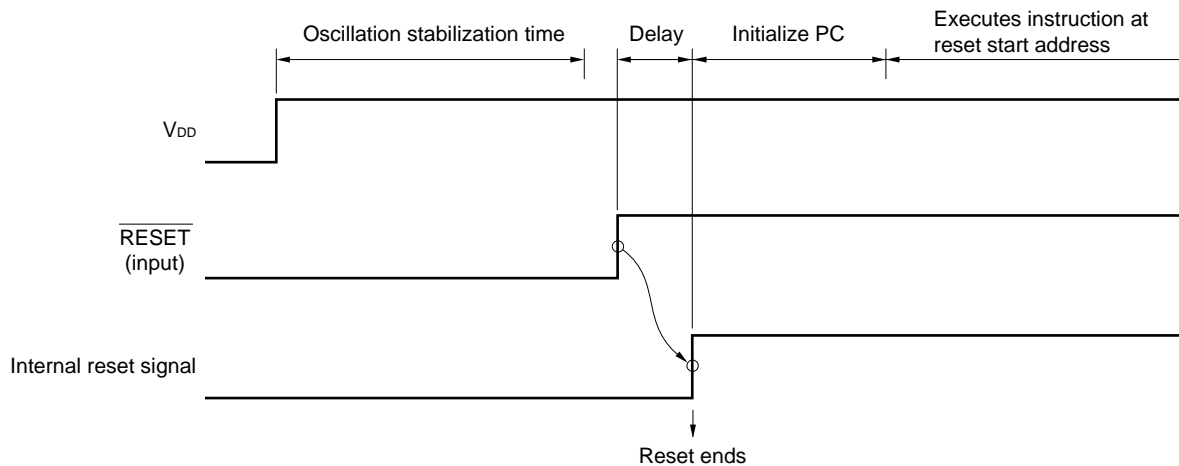 Oscillation stabilization time
Delay
Initialize PC
Executes instruction at
reset start address
VDD
RESET
(input)
Internal reset signal
Reset ends